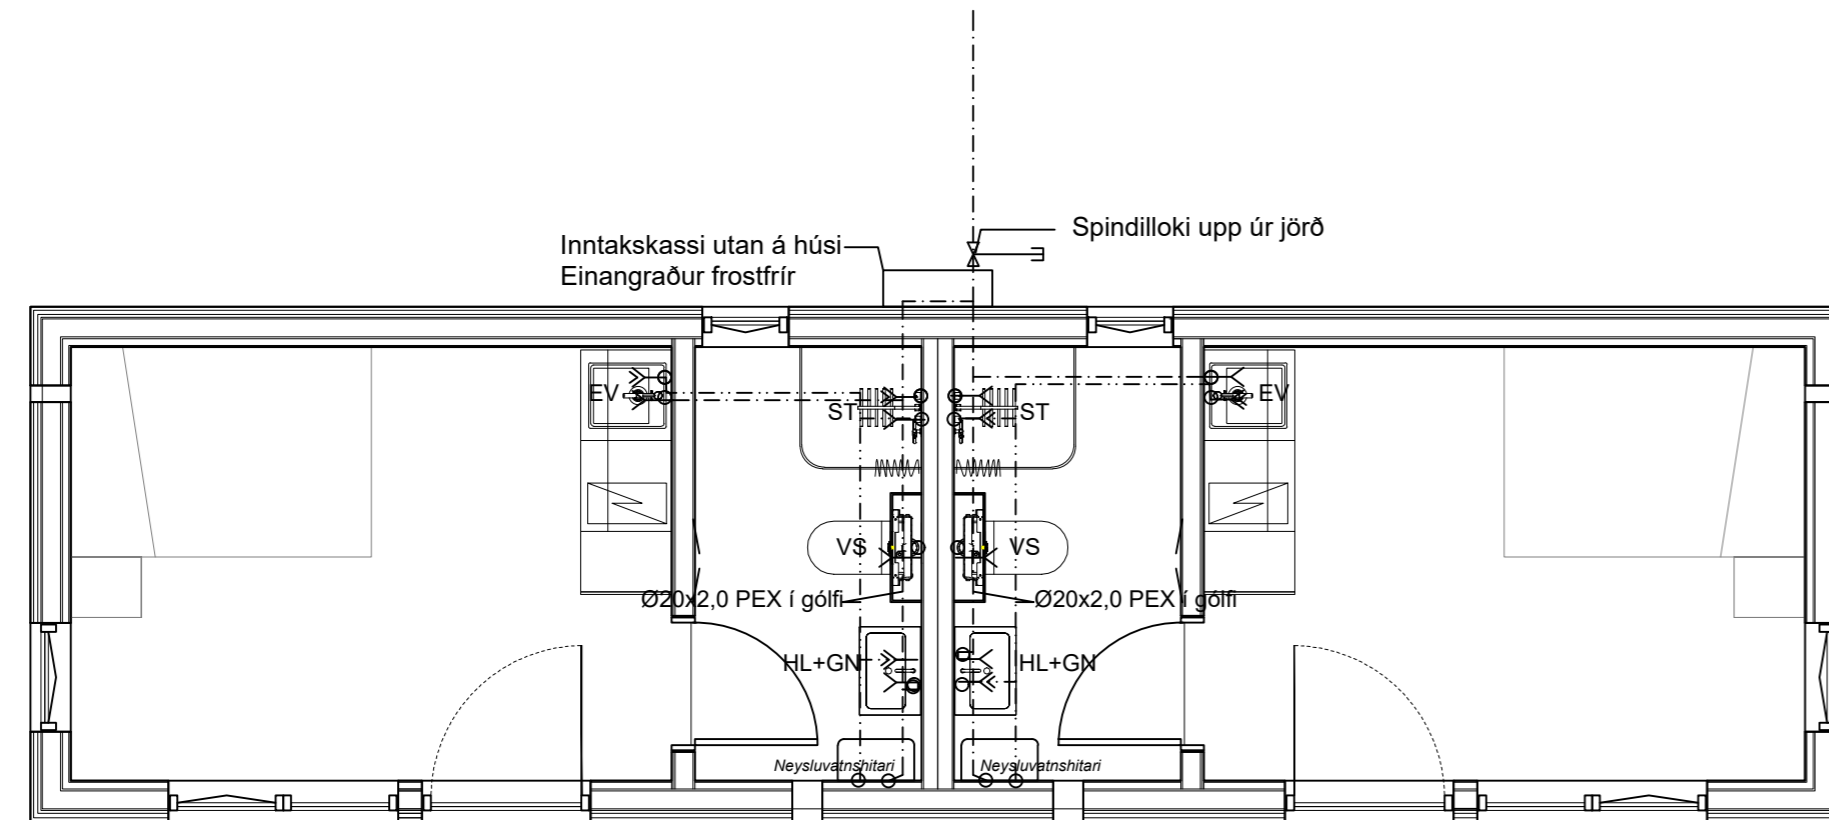 Spindilloki upp úr jörð
Inntakskassi utan á húsi
Einangraður frostfrír
EV
EV
ST
ST
VS
VS
Ø20x2,0 PEX í gólfi
Ø20x2,0 PEX í gólfi
HL+GN
HL+GN
Neysluvatnshitari
Neysluvatnshitari